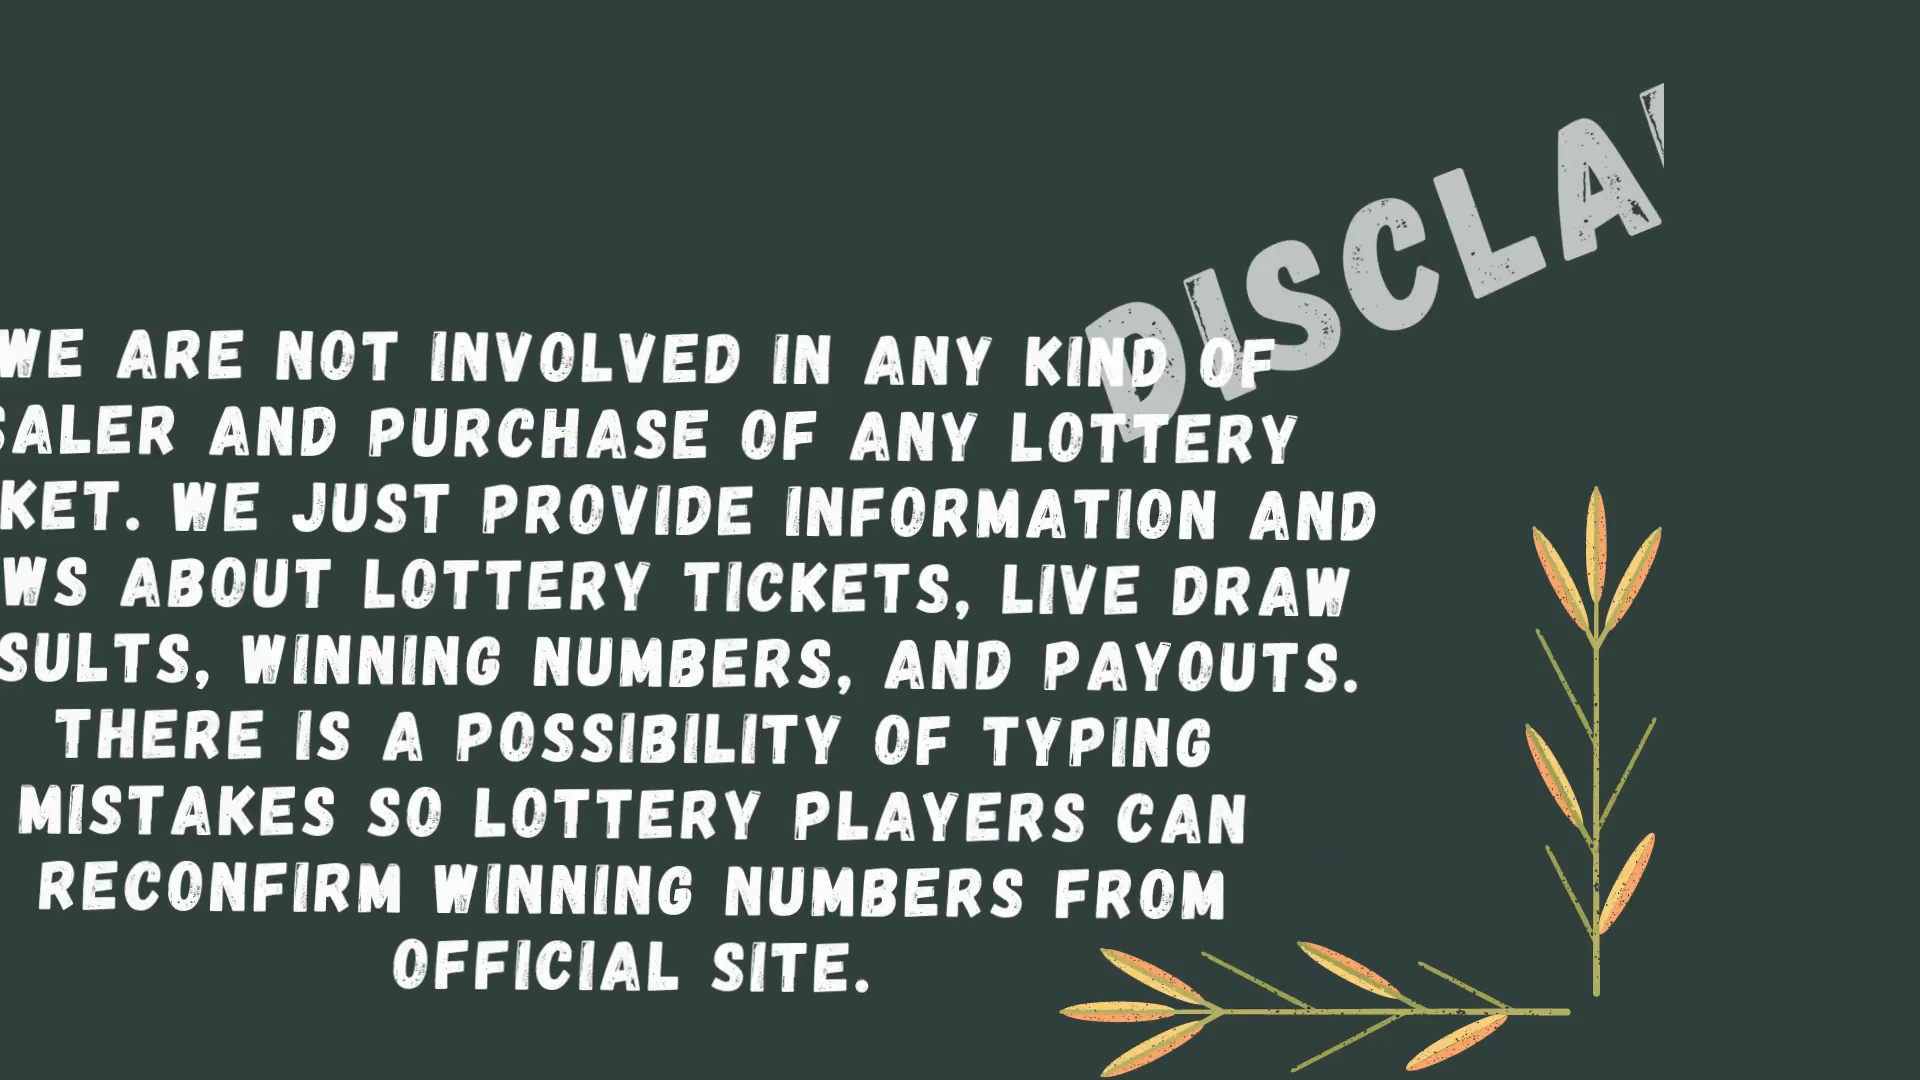 DISCLA
WE ARE NOT INVOLVED IN ANY KIND OF
SALER AND PURCHASE OF ANY LOTTERY
KET. WE JUST PROVIDE INFORMATION AND
WS ABOUT LOTTERY TICKETS, LIVE DRAW
SULTS, WINNING NUMBERS, AND PAYOUTS.
THERE IS A POSSIBILITY OF TYPING
MISTAKES SO LOTTERY PLAYERS CAN
RECONFIRM WINNING NUMBERS FROM
OFFICIAL SITE.